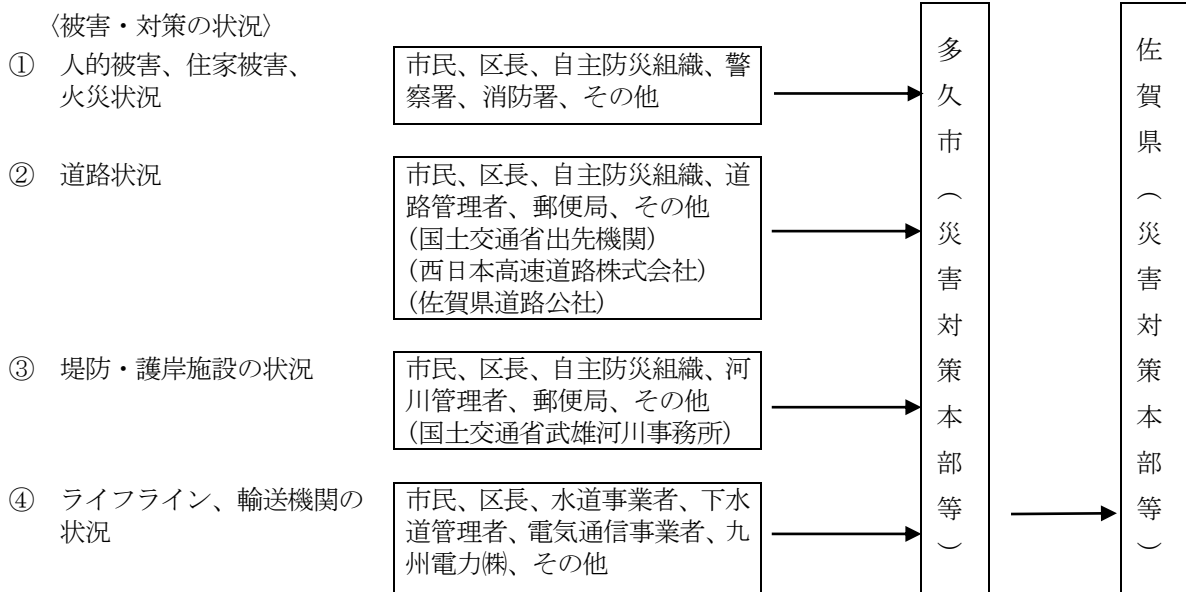 〈被害・対策の状況〉
① 人的被害、住家被害、
火災状況
市民、区長、自主防災組織、警
察署、消防署、その他
② 道路状況
市民、区長、自主防災組織、道
路管理者、郵便局、その他
(国土交通省出先機関)
(西日本高速道路株式会社)
(佐賀県道路公社)
③ 堤防・護岸施設の状況
市民、区長、自主防災組織、河
川管理者、郵便局、その他
(国土交通省武雄河川事務所)
④ ライフライン、輸送機関の
状況
市民、区長、水道事業者、下水
道管理者、電気通信事業者、九
州電力㈱、その他
多久市(災害対策本部等)
佐賀県(災害対策本部等)